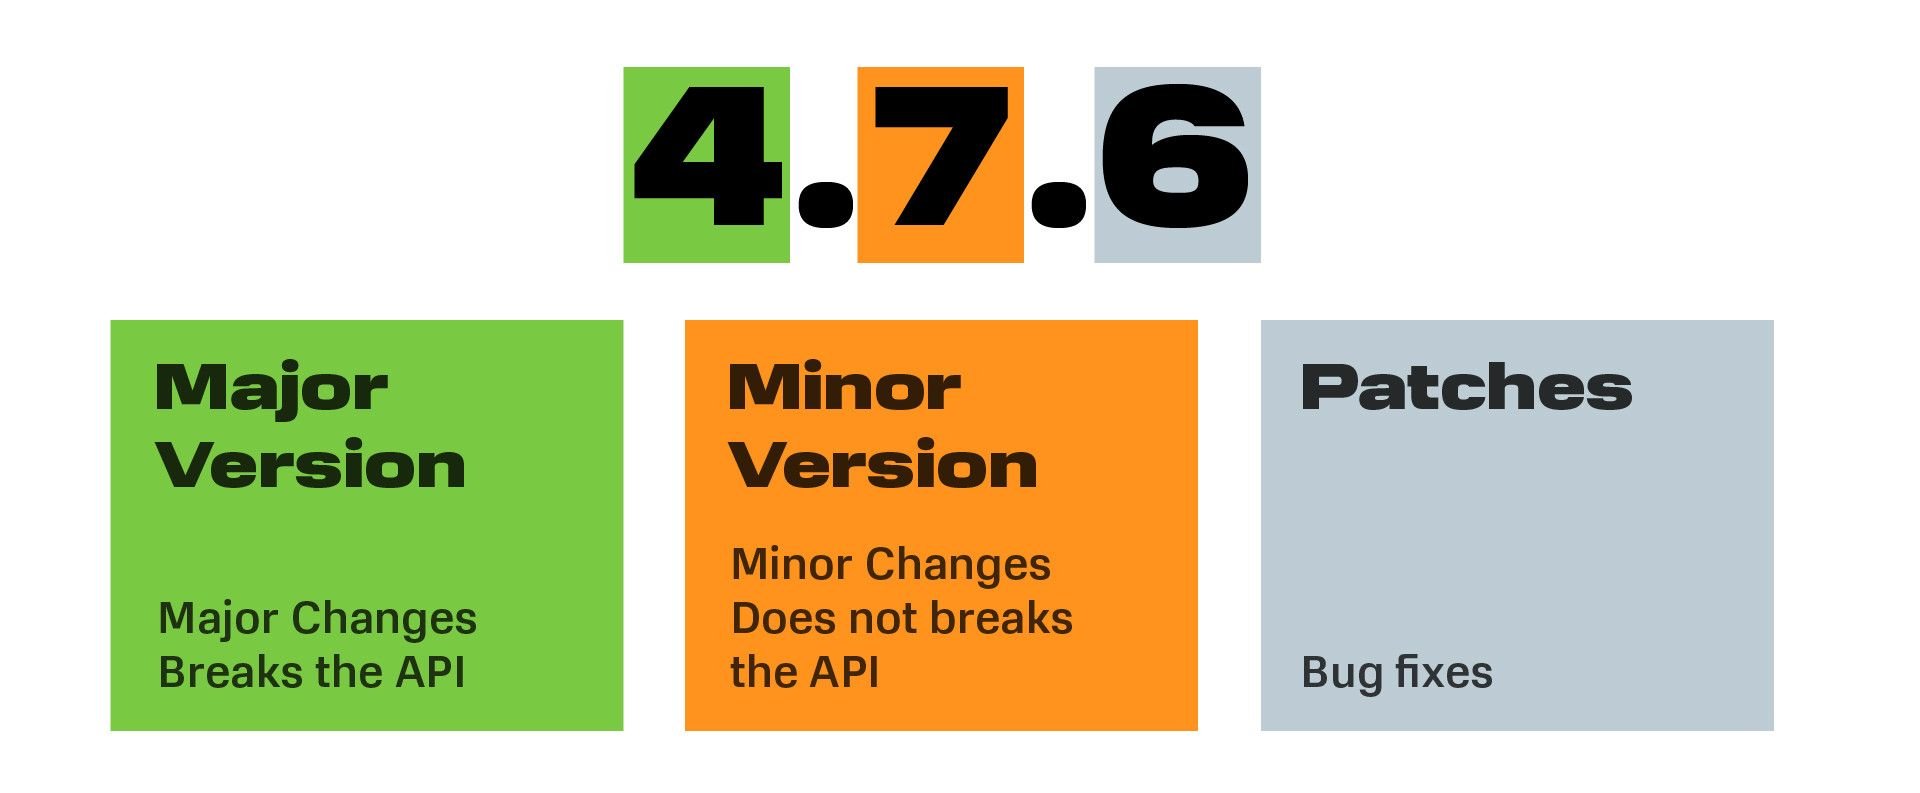 4.7.6
Major
Version
Major Changes
Breaks the API
Minor
Version
Minor Changes
Does not breaks
the API
Patches
Bug fixes